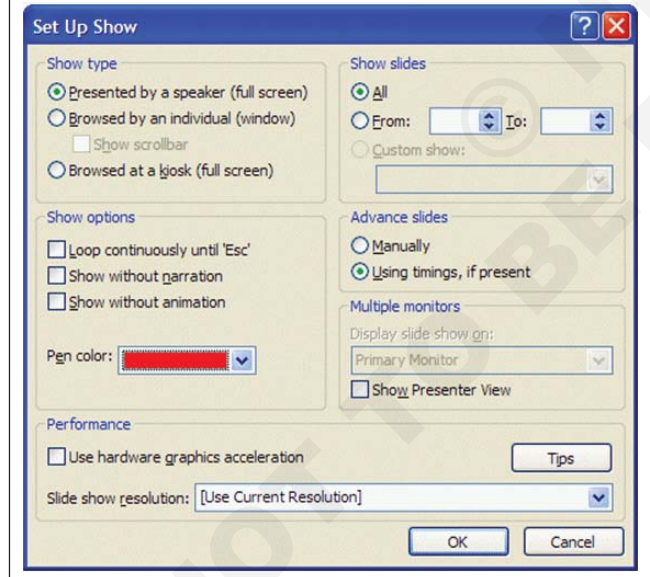 Set Up Show
Show type
Presented by a speaker (full screen)
Browsed by an individual (window)
Show scrollbar
Browsed at a kiosk (full screen)
Show slides
All
From: To:
Custom show:
Show options
Loop continuously until 'Esc'
Show without narration
Show without animation
Pen color:
Advance slides
Manually
Using timings, if present
Multiple monitors
Display slide show on:
Primary Monitor
Show Presenter View
Performance
Use hardware graphics acceleration
Tips
Slide show resolution: [Use Current Resolution]
OK Cancel
© N
NOT TO BE